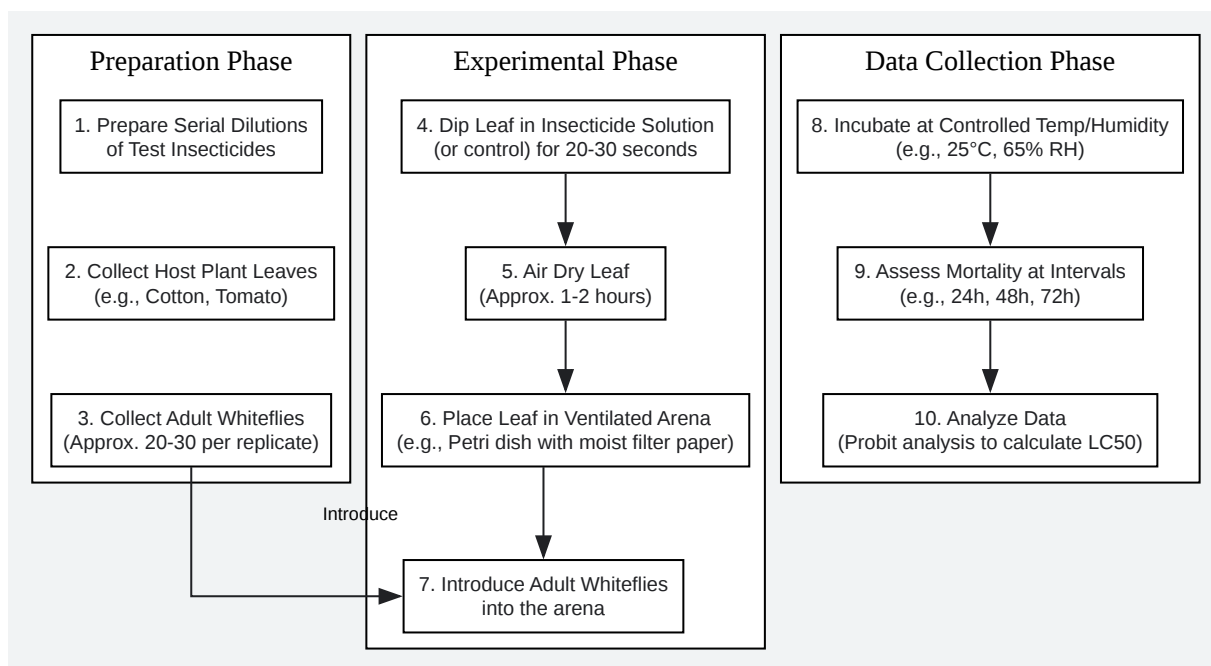 Preparation Phase
1. Prepare Serial Dilutions
of Test Insecticides
2. Collect Host Plant Leaves
(e.g., Cotton, Tomato)
3. Collect Adult Whiteflies
(Approx. 20-30 per replicate)
Introduce
Experimental Phase
4. Dip Leaf in Insecticide Solution
(or control) for 20-30 seconds
5. Air Dry Leaf
(Approx. 1-2 hours)
6. Place Leaf in Ventilated Arena
(e.g., Petri dish with moist filter paper)
7. Introduce Adult Whiteflies
into the arena
Data Collection Phase
8. Incubate at Controlled Temp/Humidity
(e.g., 25°C, 65% RH)
9. Assess Mortality at Intervals
(e.g., 24h, 48h, 72h)
10. Analyze Data
(Probit analysis to calculate LC50)